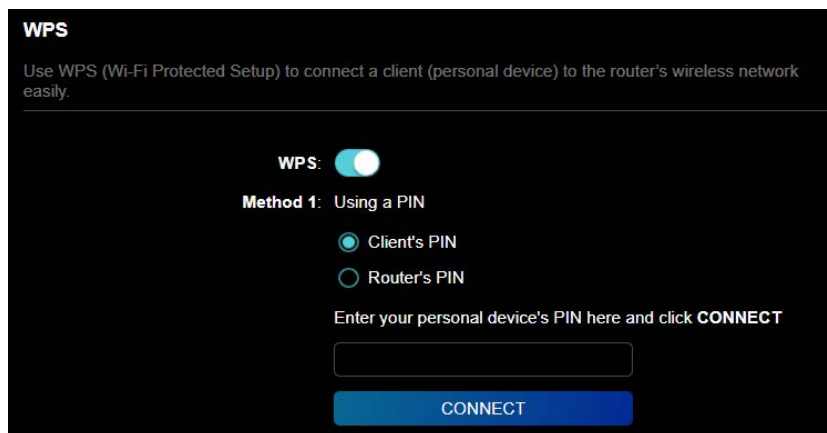 WPS
Use WPS (Wi-Fi Protected Setup) to connect a client (personal device) to the router's wireless network
easily.
WPS:
Method 1: Using a PIN
Client's PIN
Router's PIN
Enter your personal device's PIN here and click CONNECT
CONNECT